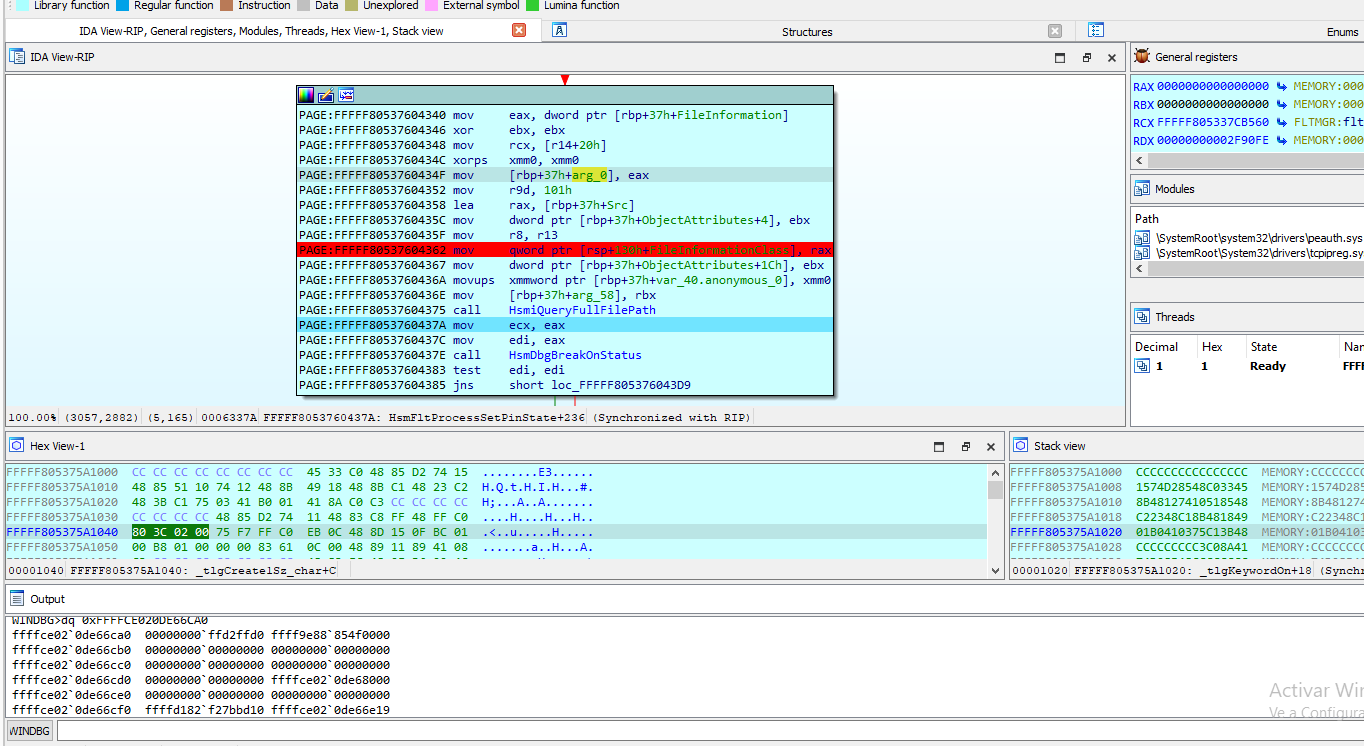 Library function Regular function Instruction Data Unexplored External symbol Lumina function
IDA View-RIP, General registers, Modules, Threads, Hex View-1, Stack view Structures Enums
IDA View-RIP
PAGE:FFFFF80537604340 mov eax, dword ptr [rbp+37h+FileInformation]
PAGE:FFFFF80537604346 xor ebx, ebx
PAGE:FFFFF80537604348 mov rcx, [r14+20h]
PAGE:FFFFF8053760434C xorps xmm0, xmm0
PAGE:FFFFF8053760434F mov [rbp+37h+arg_0], eax
PAGE:FFFFF80537604352 mov r9d, 101h
PAGE:FFFFF80537604358 lea rax, [rbp+37h+Src]
PAGE:FFFFF8053760435C mov dword ptr [rbp+37h+ObjectAttributes+4], ebx
PAGE:FFFFF8053760435F mov r8, r13
PAGE:FFFFF80537604362 mov qword ptr [rsp+130h+FileInformationClass], rax
PAGE:FFFFF80537604367 mov dword ptr [rbp+37h+ObjectAttributes+1Ch], ebx
PAGE:FFFFF8053760436A movups xmmword ptr [rbp+37h+var_40.anonymous_0], xmm0
PAGE:FFFFF8053760436E mov [rbp+37h+arg_58], rbx
PAGE:FFFFF80537604375 call HsmiQueryFullFilePath
PAGE:FFFFF8053760437A mov ecx, eax
PAGE:FFFFF8053760437C mov edi, eax
PAGE:FFFFF8053760437E call HsmDbgBreakOnStatus
PAGE:FFFFF80537604383 test edi, edi
PAGE:FFFFF80537604385 jns short loc_FFFFF805376043D9
100.00% (3057,2882) (5,165) 0006337A FFFFF8053760437A: HsmFltProcessSetPinState+236 (Synchronized with RIP)
General registers
RAX 0000000000000000 MEMORY:000
RBX 0000000000000000 MEMORY:000
RCX FFFFF805337CB560 FLTMGR:flt
RDX 00000000002F90FE MEMORY:000
Modules
Path
\SystemRoot\system32\drivers\peauth.sys
\SystemRoot\System32\drivers\tcpipreg.sy
Threads
Decimal Hex State Nar
1 1 Ready FFFF
Hex View-1
FFFFF805375A1000 CC CC CC CC CC CC CC CC 45 33 C0 48 85 D2 74 15 ........E3......
FFFFF805375A1010 48 85 51 10 74 12 48 8B 49 18 48 8B C1 48 23 C2 H.Q.t.H.I.H...#.
FFFFF805375A1020 48 3B C1 75 03 41 B0 01 41 8A C0 C3 CC CC CC CC H;...A..A.......
FFFFF805375A1030 CC CC CC CC 48 85 D2 74 11 48 83 C8 FF 48 FF C0 ....H....H...H..
FFFFF805375A1040 80 3C 02 00 75 F7 FF C0 EB 0C 48 8D 15 0F BC 01 .<..u.....H.....
FFFFF805375A1050 00 B8 01 00 00 00 83 61 0C 00 48 89 11 89 41 08 .......a..H...A.
00001040 FFFFF805375A1040: _tlgCreate1Sz_char+C
Stack view
FFFFF805375A1000 CCCCCCCCCCCCCCCC MEMORY:CCCCCCC
FFFFF805375A1008 1574D28548C03345 MEMORY:1574D28
FFFFF805375A1010 8B48127410518548 MEMORY:8B48127
FFFFF805375A1018 C22348C18B481849 MEMORY:C22348C
FFFFF805375A1020 01B0410375C13B48 MEMORY:01B0410
FFFFF805375A1028 CCCCCCCCC3C08A41 MEMORY:CCCCCCC
00001020 FFFFF805375A1020: _tlgKeywordOn+18 (Synchr
Output
WINDBG>dq 0xFFFFCE020DE66CA0
ffffce02`0de66ca0 00000000`ffd2ffd0 ffff9e88`854f0000
ffffce02`0de66cb0 00000000`00000000 00000000`00000000
ffffce02`0de66cc0 00000000`00000000 00000000`00000000
ffffce02`0de66cd0 00000000`00000000 ffffce02`0de68000
ffffce02`0de66ce0 00000000`00000000 00000000`00000000
ffffce02`0de66cf0 ffffd182`f27bbd10 ffffce02`0de66e19
Activar Win
Ve a Configura
WINDBG